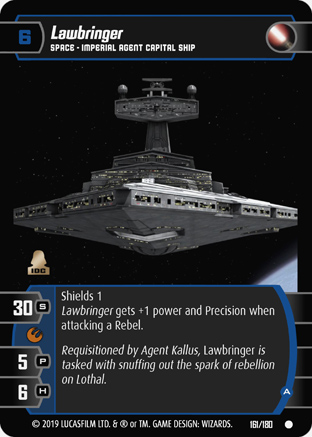 6
Lawbringer
SPACE - IMPERIAL AGENT CAPITAL SHIP
IDC
30 S
Shields 1
Lawbringer gets +1 power and Precision when
attacking a Rebel.
5 P
Requisitioned by Agent Kallus, Lawbringer is
tasked with snuffing out the spark of rebellion
on Lothal.
6 H
A
© 2019 LUCASFILM LTD. & ® or TM. GAME DESIGN: WIZARDS. 161/180